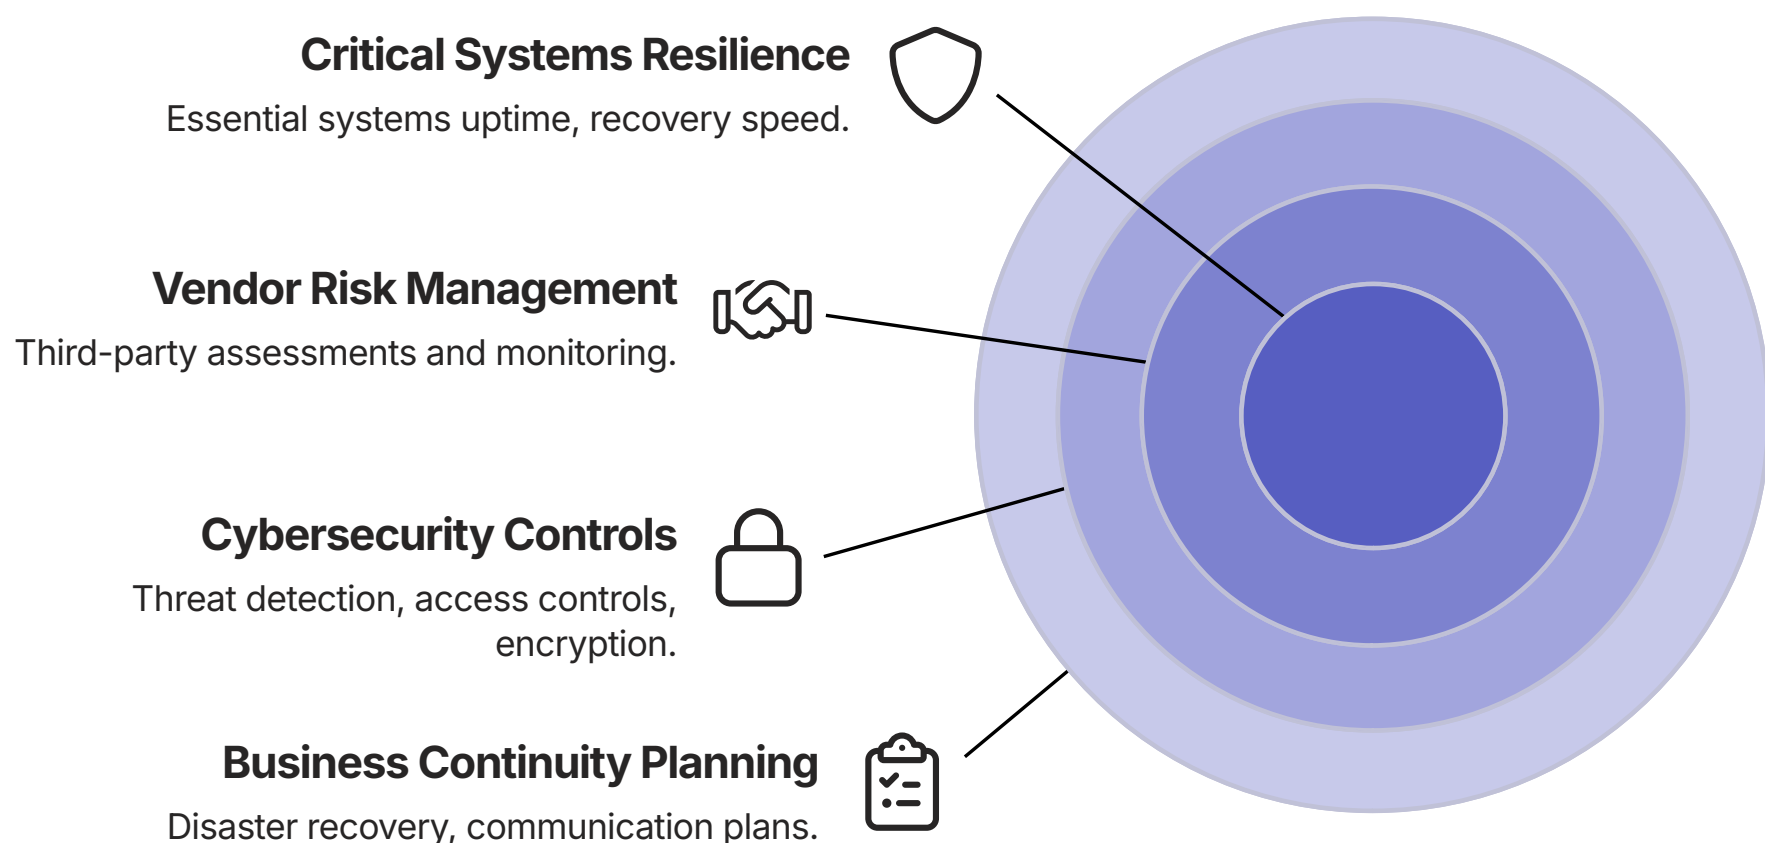 Critical Systems Resilience
Essential systems uptime, recovery speed.
Vendor Risk Management
Third-party assessments and monitoring.
Cybersecurity Controls
Threat detection, access controls,
encryption.
Business Continuity Planning
Disaster recovery, communication plans.